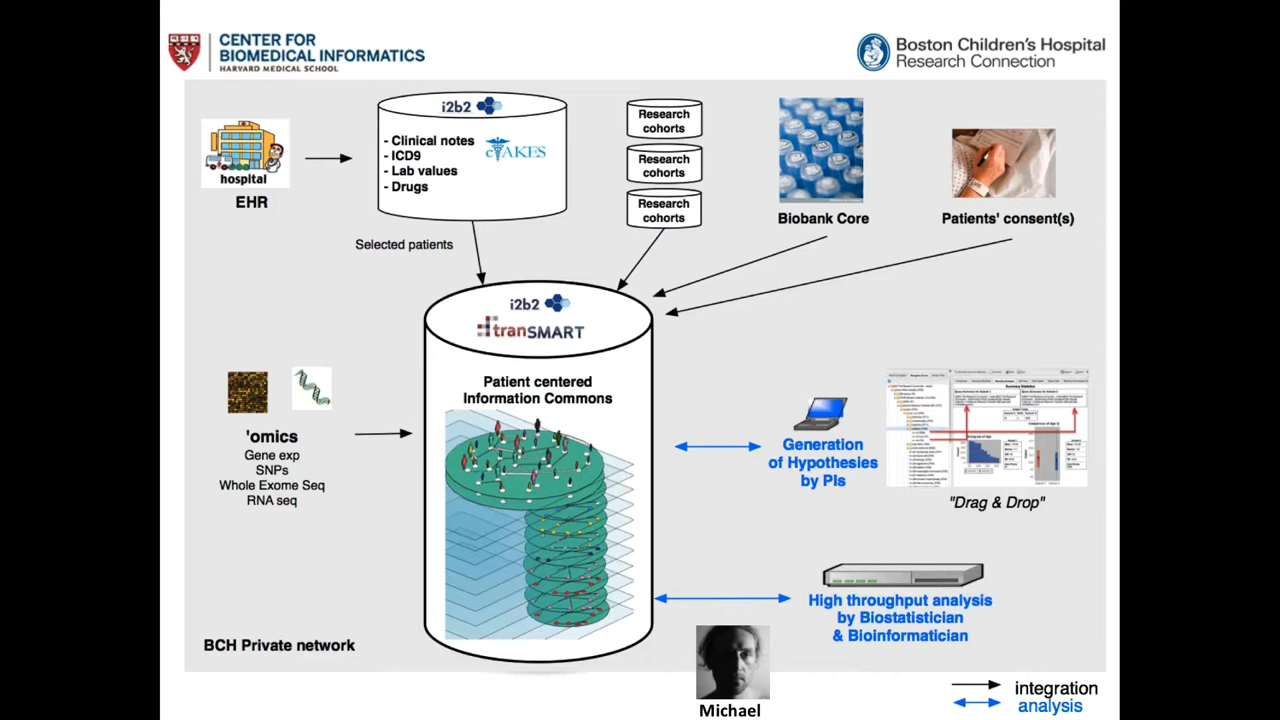 CENTER FOR
BIOMEDICAL INFORMATICS
HARVARD MEDICAL SCHOOL
Boston Children's Hospital
Research Connection
hospital
EHR
i2b2
- Clinical notes
- ICD9
- Lab values
- Drugs
cTAKES
Research
cohorts
Research
cohorts
Research
cohorts
Biobank Core
Patients' consent(s)
Selected patients
i2b2
tranSMART
Patient centered
Information Commons
'omics
Gene exp
SNPs
Whole Exome Seq
RNA seq
Generation
of Hypotheses
by PIs
Summary Statistics
"Drag & Drop"
High throughput analysis
by Biostatistician
& Bioinformatician
BCH Private network
Michael
integration
analysis